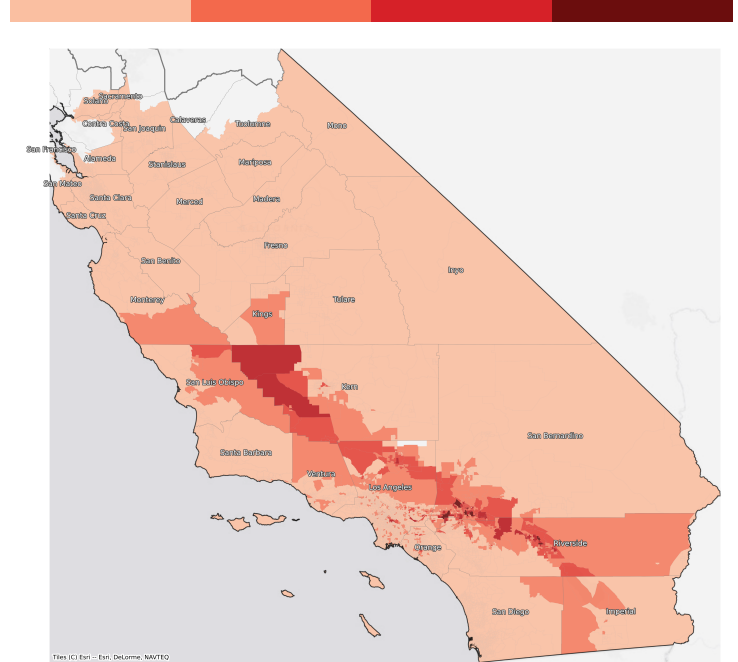 Sacramento
Solano
Calaveras
Contra Costa
San Joaquin
Tuolumne
Mono
San Francisco
Alameda
Stanislaus
Mariposa
San Mateo
Santa Clara
Merced
Madera
Santa Cruz
Fresno
San Benito
Inyo
Monterey
Tulare
Kings
San Luis Obispo
Kern
San Bernardino
Santa Barbara
Ventura
Los Angeles
Orange
Riverside
San Diego
Imperial
Tiles (C) Esri -- Esri, DeLorme, NAVTEQ